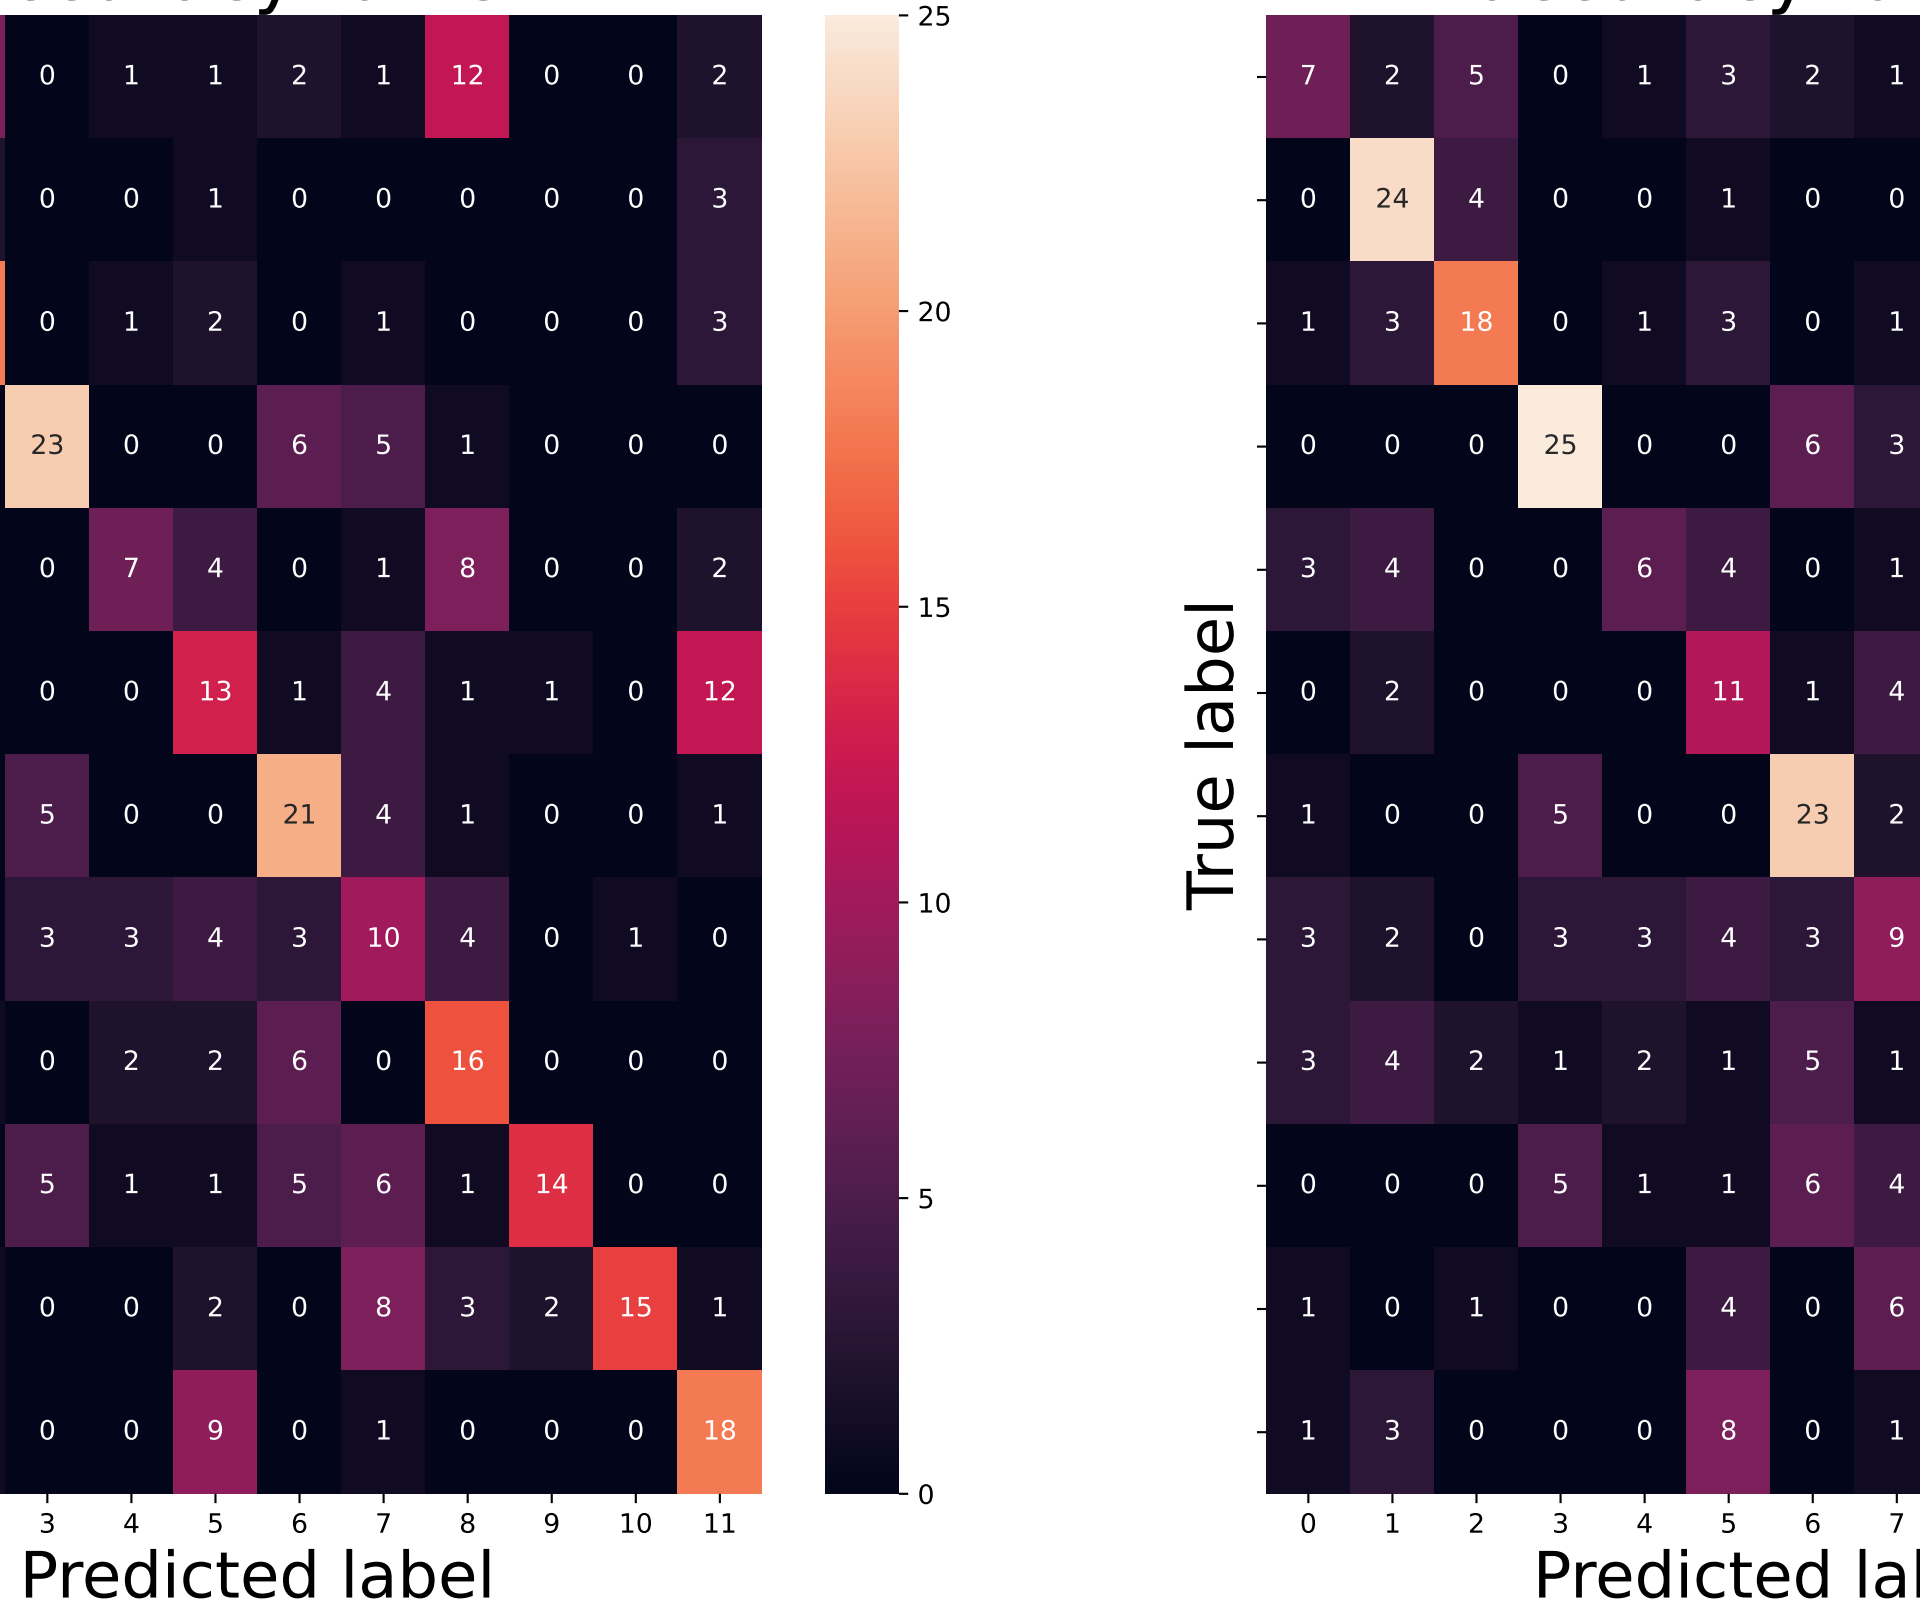 0 1 1 2 1 12 0 0 2
0 0 1 0 0 0 0 0 3
0 1 2 0 1 0 0 0 3
23 0 0 6 5 1 0 0 0
0 7 4 0 1 8 0 0 2
0 0 13 1 4 1 1 0 12
5 0 0 21 4 1 0 0 1
3 3 4 3 10 4 0 1 0
0 2 2 6 0 16 0 0 0
5 1 1 5 6 1 14 0 0
0 0 2 0 8 3 2 15 1
0 0 9 0 1 0 0 0 18
3 4 5 6 7 8 9 10 11
Predicted label
25
20
15
10
5
0
True label
7 2 5 0 1 3 2 1
0 24 4 0 0 1 0 0
1 3 18 0 1 3 0 1
0 0 0 25 0 0 6 3
3 4 0 0 6 4 0 1
0 2 0 0 0 11 1 4
1 0 0 5 0 0 23 2
3 2 0 3 3 4 3 9
3 4 2 1 2 1 5 1
0 0 0 5 1 1 6 4
1 0 1 0 0 4 0 6
1 3 0 0 0 8 0 1
0 1 2 3 4 5 6 7
Predicted